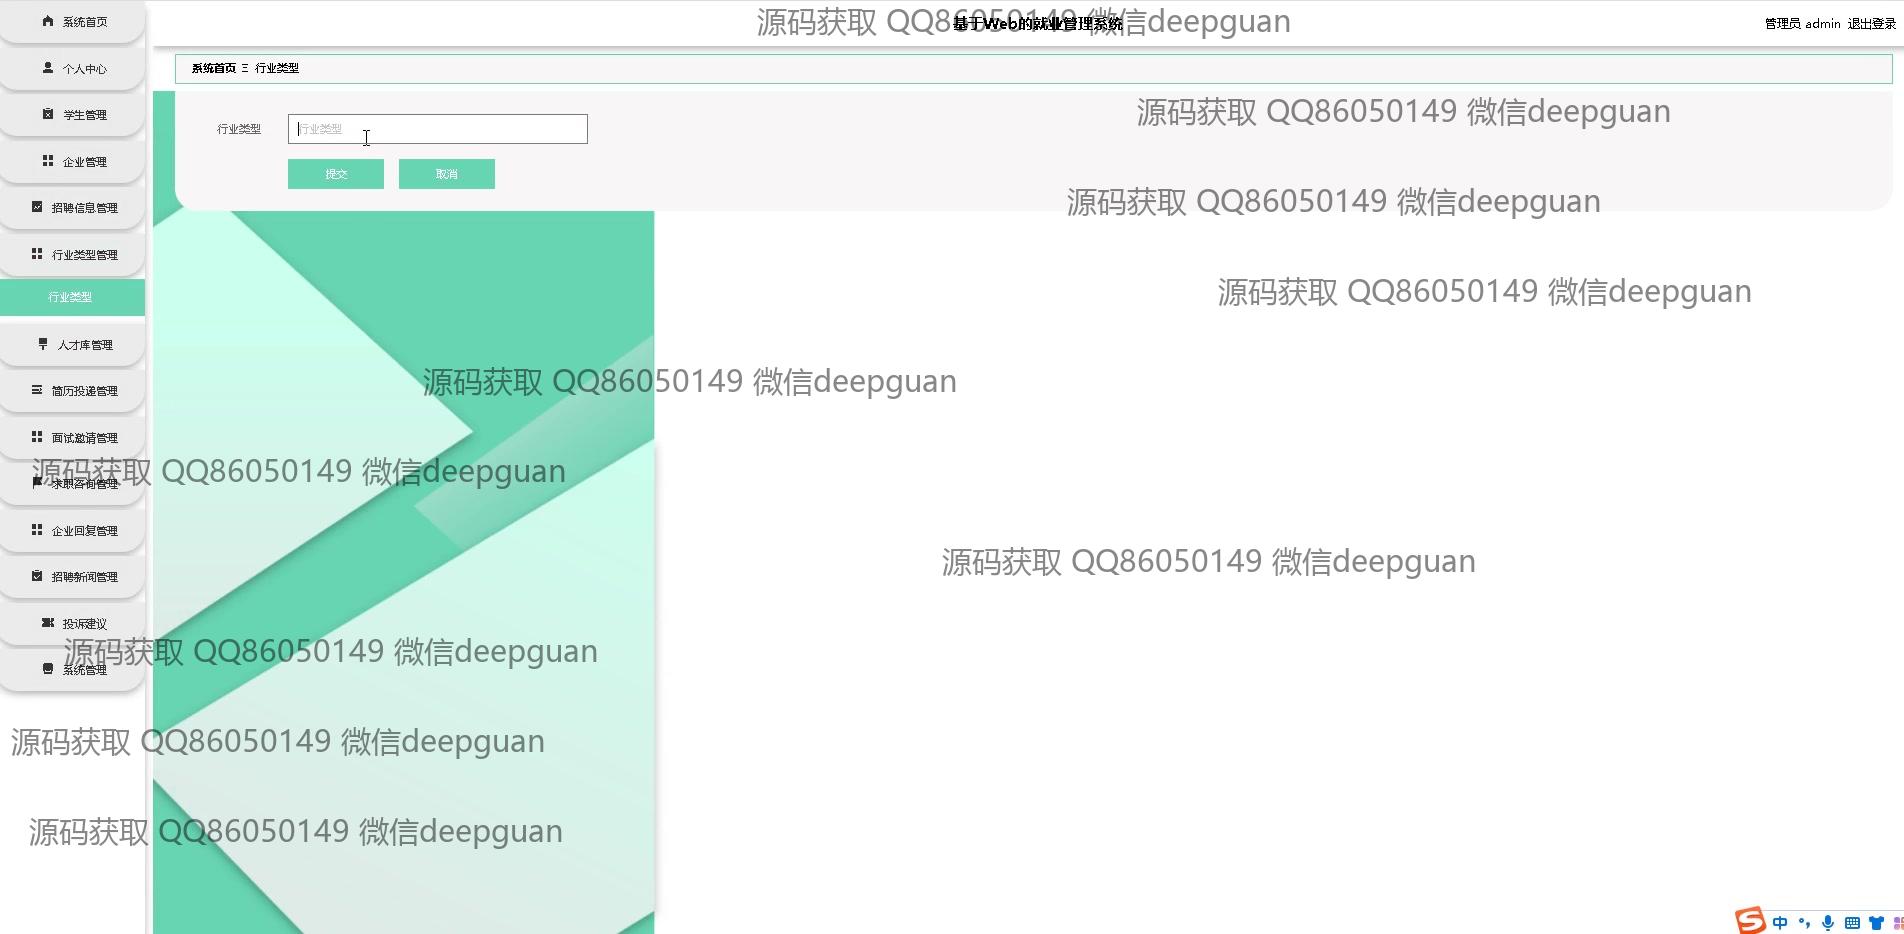 系统首页
个人中心
学生管理
企业管理
招聘信息管理
行业类型管理
行业类型
人才库管理
简历投递管理
面试邀请管理
求职咨询管理
企业回复管理
招聘新闻管理
投诉建议
系统管理
基于Web的就业管理系统
管理员 admin 退出登录
系统首页 Ξ 行业类型
行业类型
行业类型
提交 取消
源码获取 QQ86050149 微信deepguan
源码获取 QQ86050149 微信deepguan
源码获取 QQ86050149 微信deepguan
源码获取 QQ86050149 微信deepguan
源码获取 QQ86050149 微信deepguan
源码获取 QQ86050149 微信deepguan
源码获取 QQ86050149 微信deepguan
源码获取 QQ86050149 微信deepguan
源码获取 QQ86050149 微信deepguan
源码获取 QQ86050149 微信deepguan
中